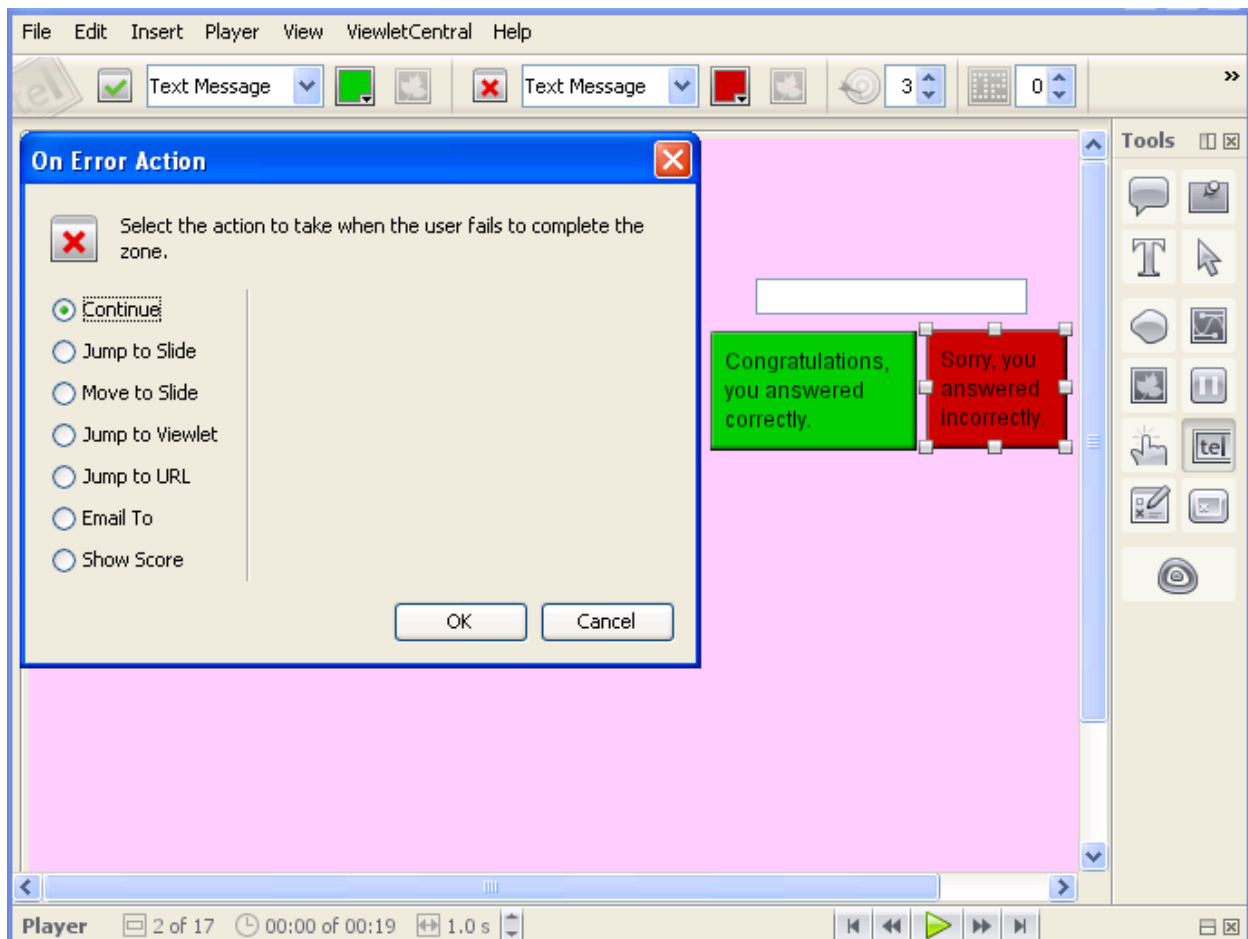 File Edit Insert Player View ViewletCentral Help
tel Text Message Text Message 3 0 »
Tools
On Error Action
Select the action to take when the user fails to complete the
zone.
Continue
Jump to Slide
Move to Slide
Jump to Viewlet
Jump to URL
Email To
Show Score
OK Cancel
Congratulations,
you answered
correctly.
Sorry, you
answered
incorrectly.
T
tel
Player 2 of 17 00:00 of 00:19 1.0 s